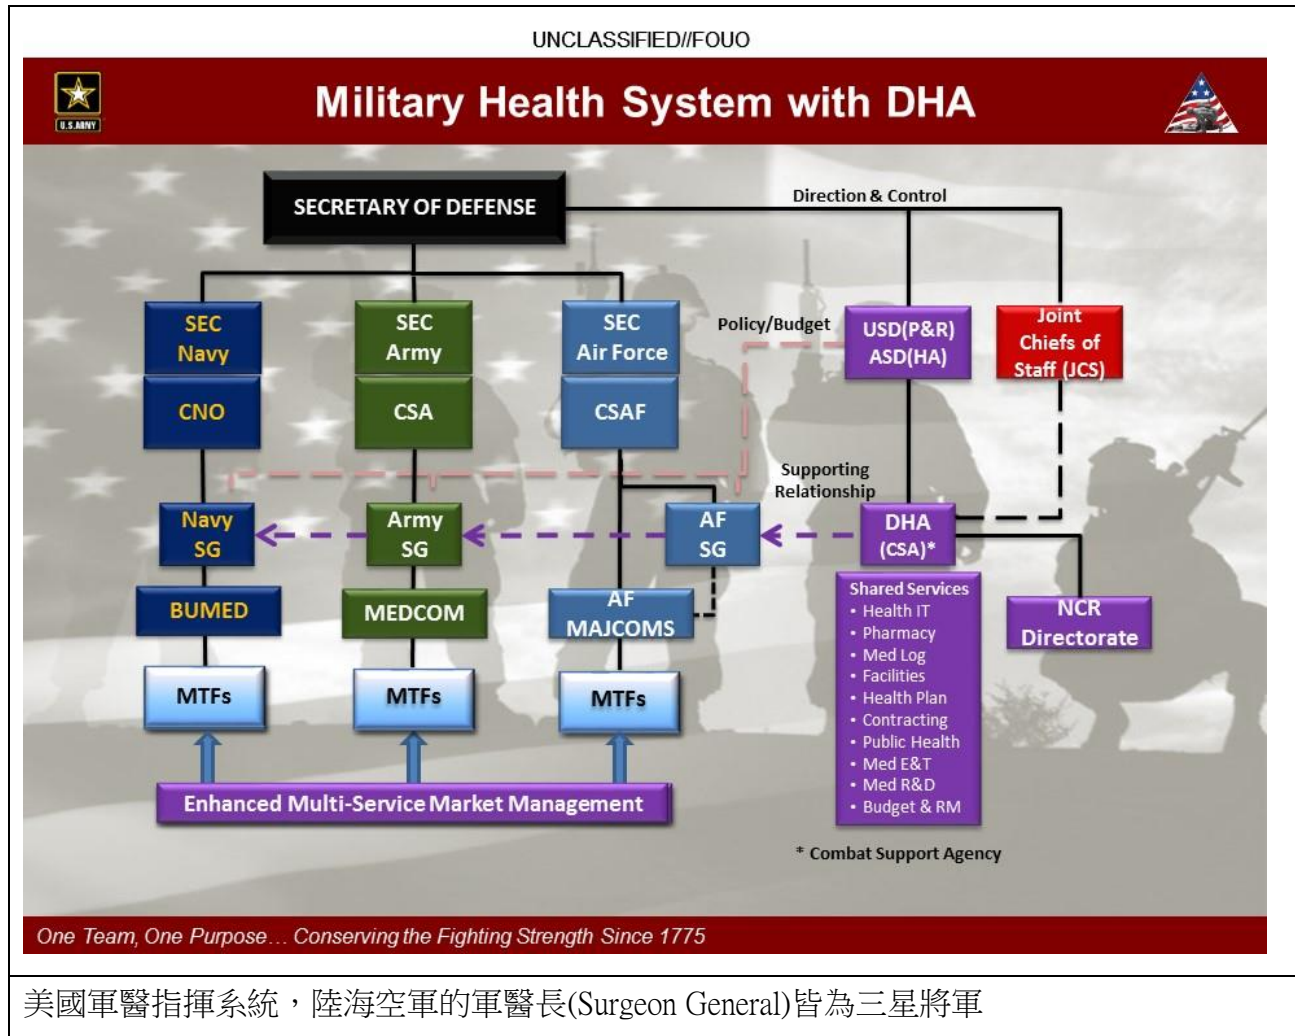 UNCLASSIFIED//FOUO
U.S.ARMY
Military Health System with DHA
SECRETARY OF DEFENSE
Direction & Control
SEC
Navy
SEC
Army
SEC
Air Force
Policy/Budget
USD(P&R)
ASD(HA)
Joint
Chiefs of
Staff (JCS)
CNO
CSA
CSAF
Supporting
Relationship
Navy
SG
Army
SG
AF
SG
DHA
(CSA)*
BUMED
MEDCOM
AF
MAJCOMS
Shared Services
• Health IT
• Pharmacy
• Med Log
• Facilities
• Health Plan
• Contracting
• Public Health
• Med E&T
• Med R&D
• Budget & RM
NCR
Directorate
MTFs
MTFs
MTFs
Enhanced Multi-Service Market Management
* Combat Support Agency
One Team, One Purpose… Conserving the Fighting Strength Since 1775
美國軍醫指揮系統，陸海空軍的軍醫長(Surgeon General)皆為三星將軍